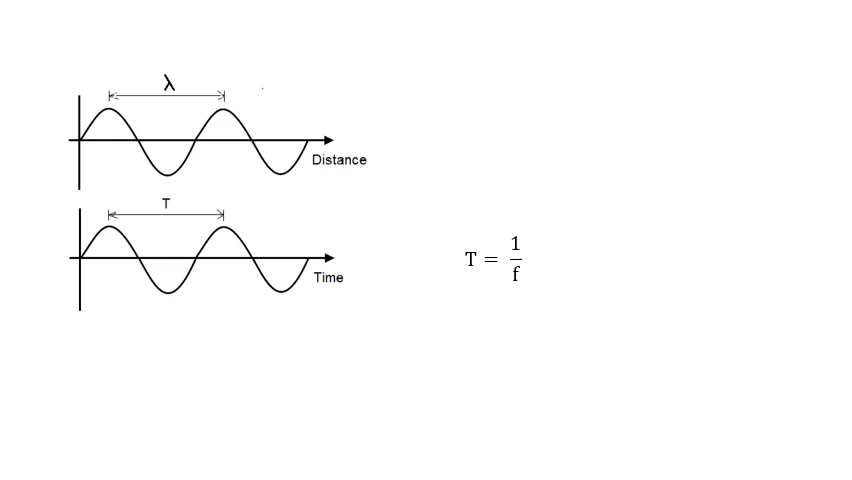 λ
Distance
T
Time
T = 1/f